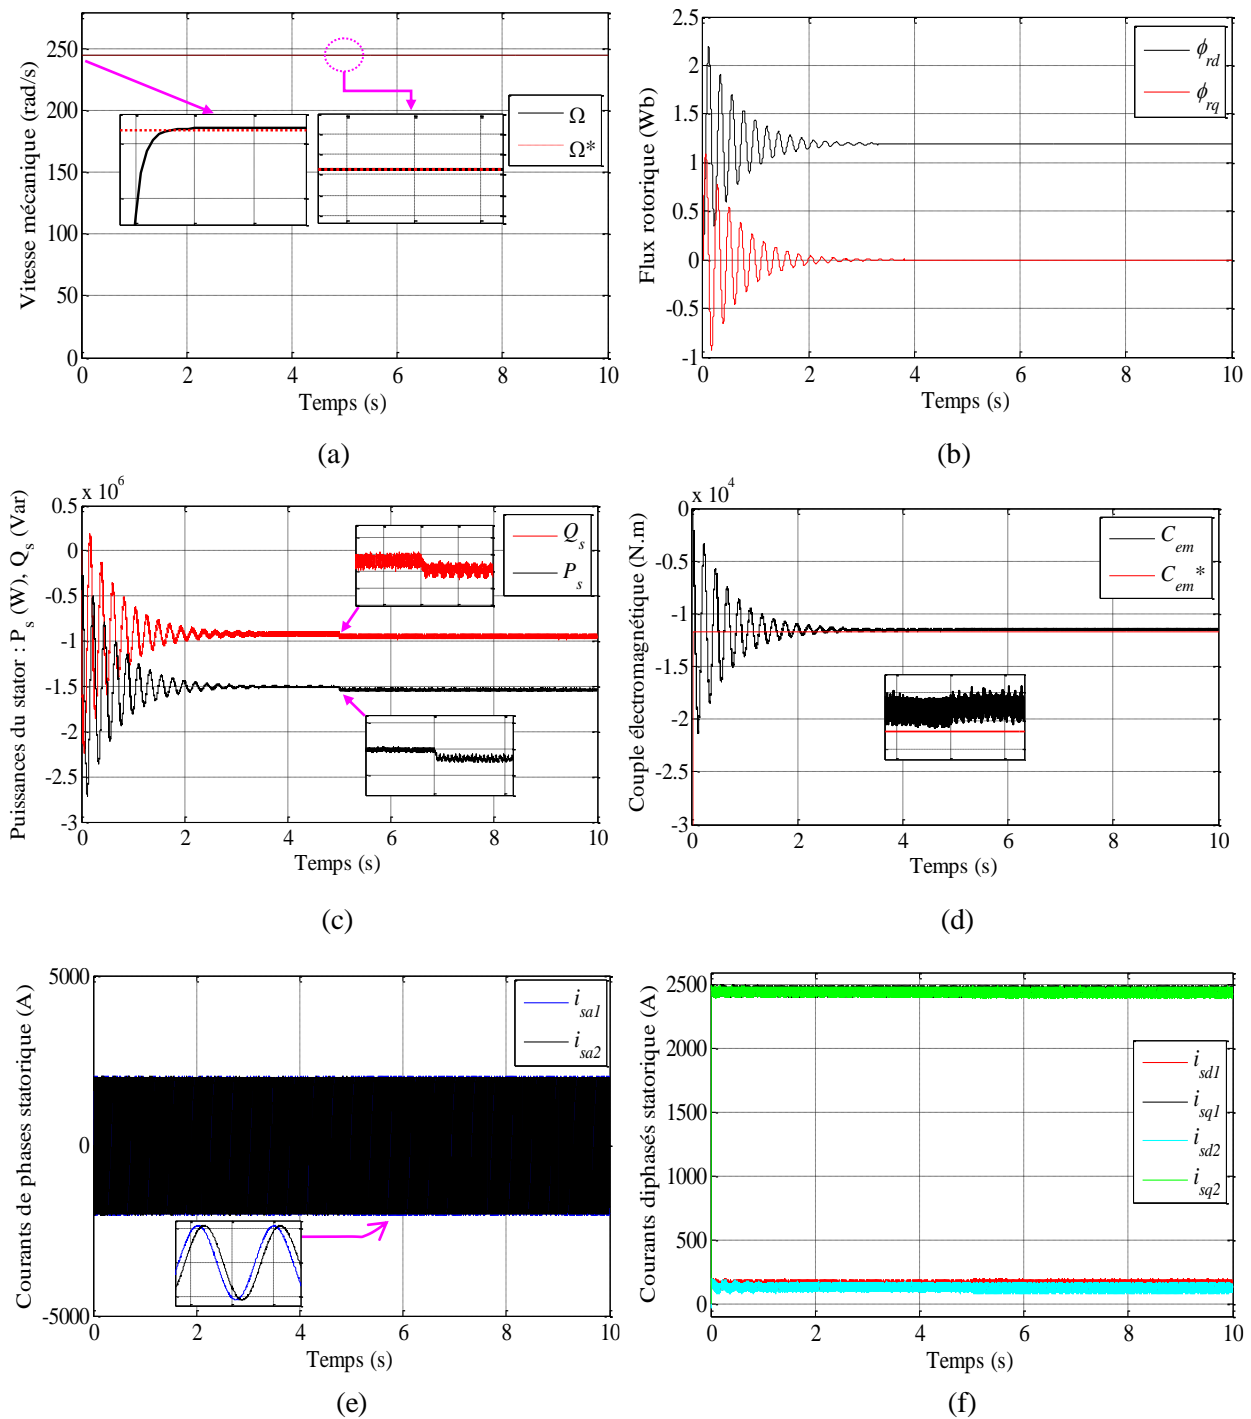 Vitesse mécanique (rad/s)
250
200
150
100
50
0
0 2 4 6 8 10
Temps (s)
Ω
Ω*
(a)
Flux rotorique (Wb)
2.5
2
1.5
1
0.5
0
-0.5
-1
0 2 4 6 8 10
Temps (s)
ϕrd
ϕrq
(b)
Puissances du stator : Ps (W), Qs (Var)
x 10^6
0.5
0
-0.5
-1
-1.5
-2
-2.5
-3
0 2 4 6 8 10
Temps (s)
Qs
Ps
(c)
Couple électromagnétique (N.m)
x 10^4
0
-0.5
-1
-1.5
-2
-2.5
-3
0 2 4 6 8 10
Temps (s)
Cem
Cem*
(d)
Courants de phases statorique (A)
5000
0
-5000
0 2 4 6 8 10
Temps (s)
isa1
isa2
(e)
Courants diphasés statorique (A)
2500
2000
1500
1000
500
0
0 2 4 6 8 10
Temps (s)
isd1
isq1
isd2
isq2
(f)